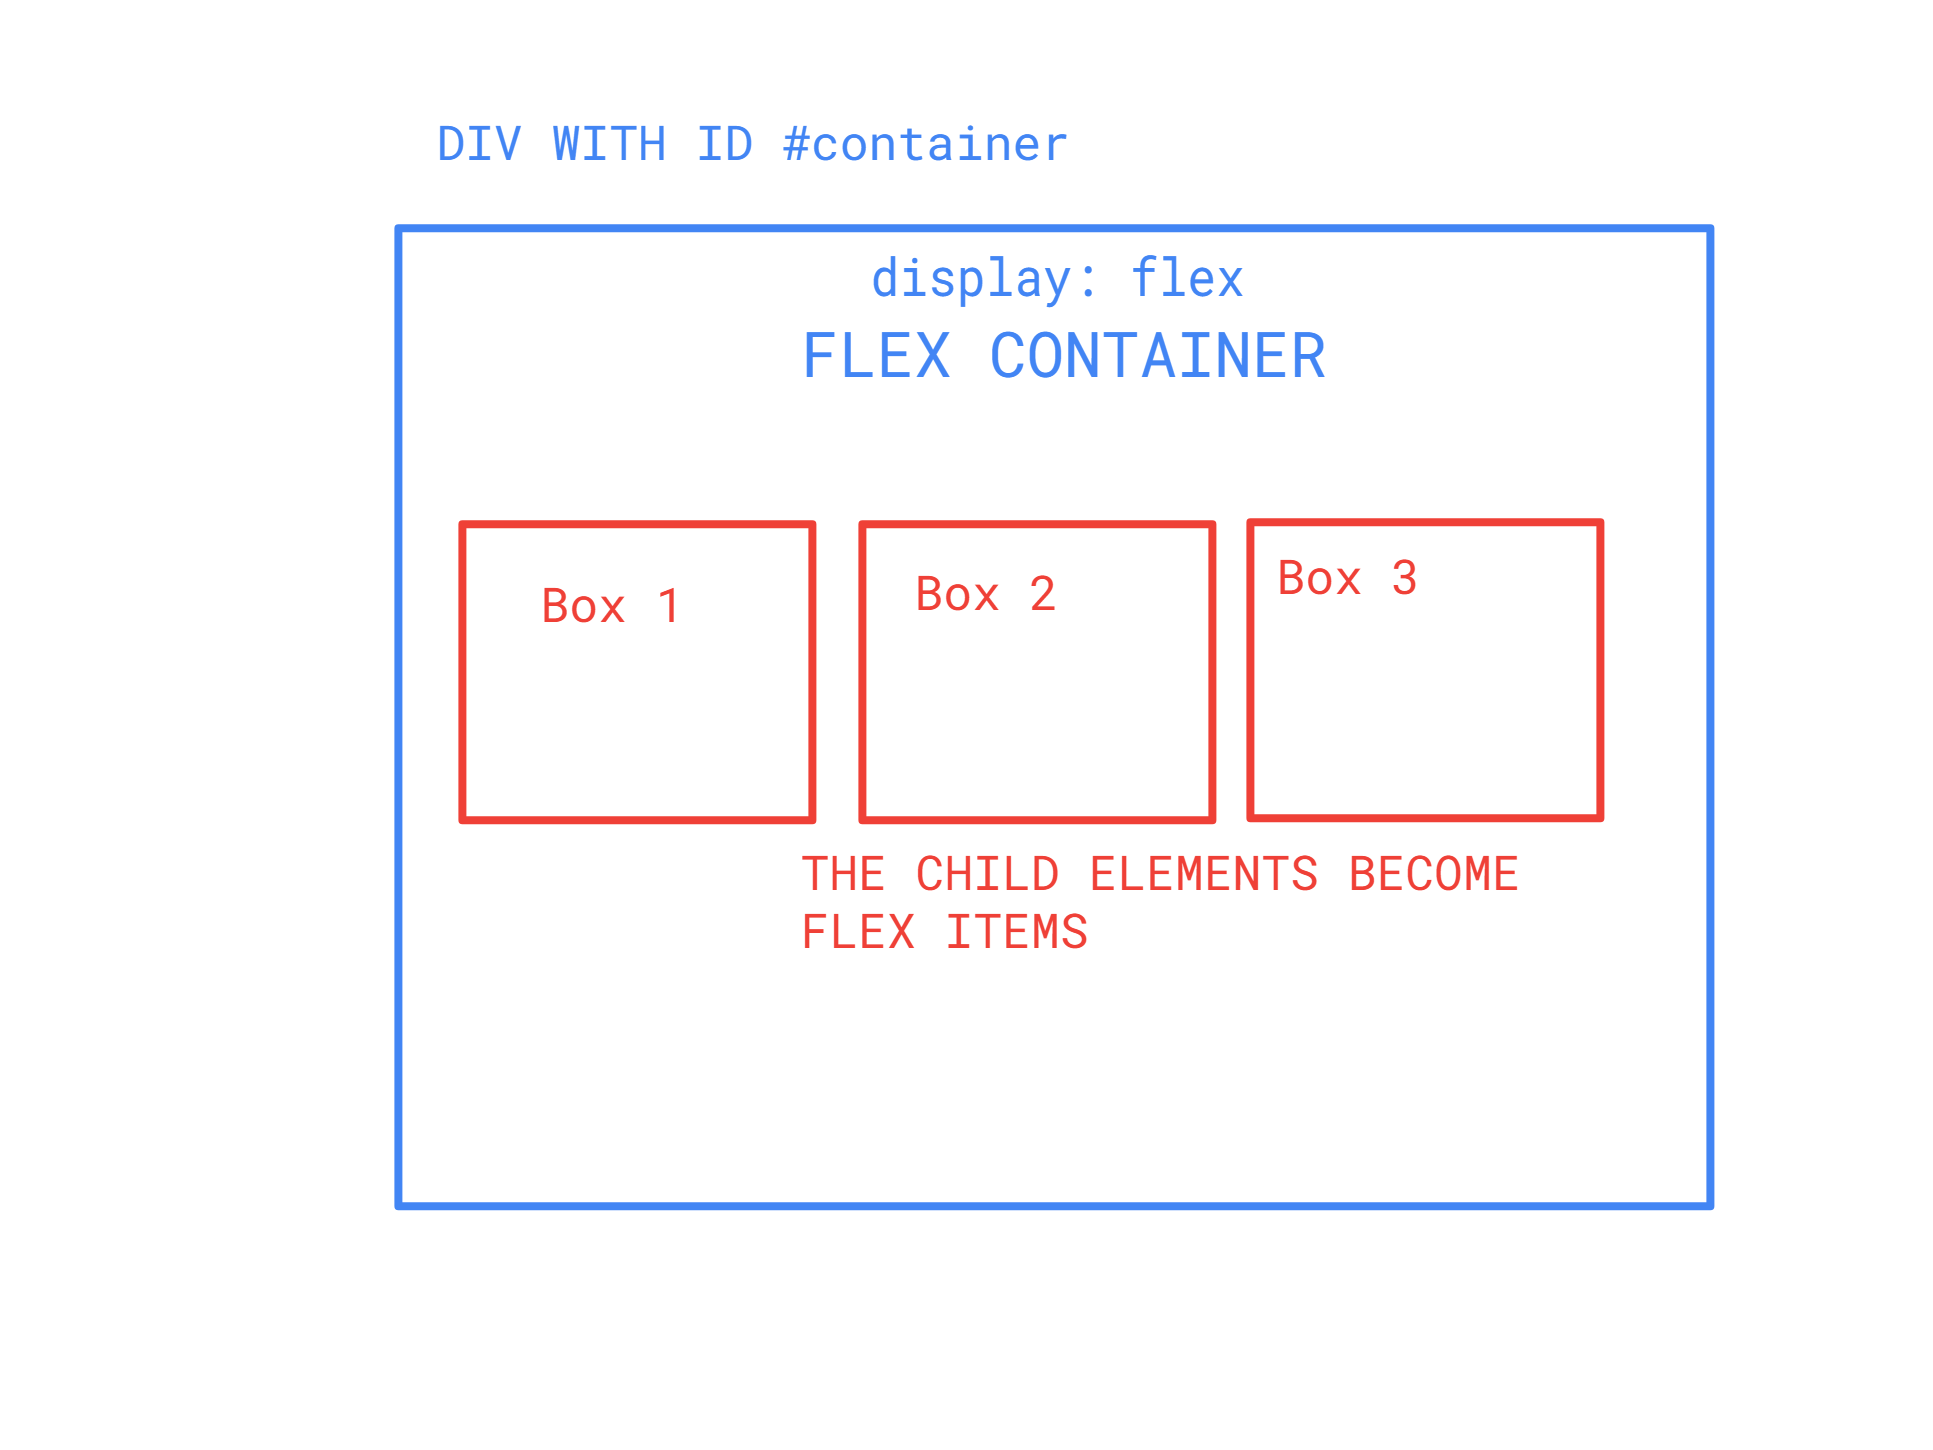 DIV WITH ID #container
display: flex
FLEX CONTAINER
Box 1
Box 2
Box 3
THE CHILD ELEMENTS BECOME
FLEX ITEMS